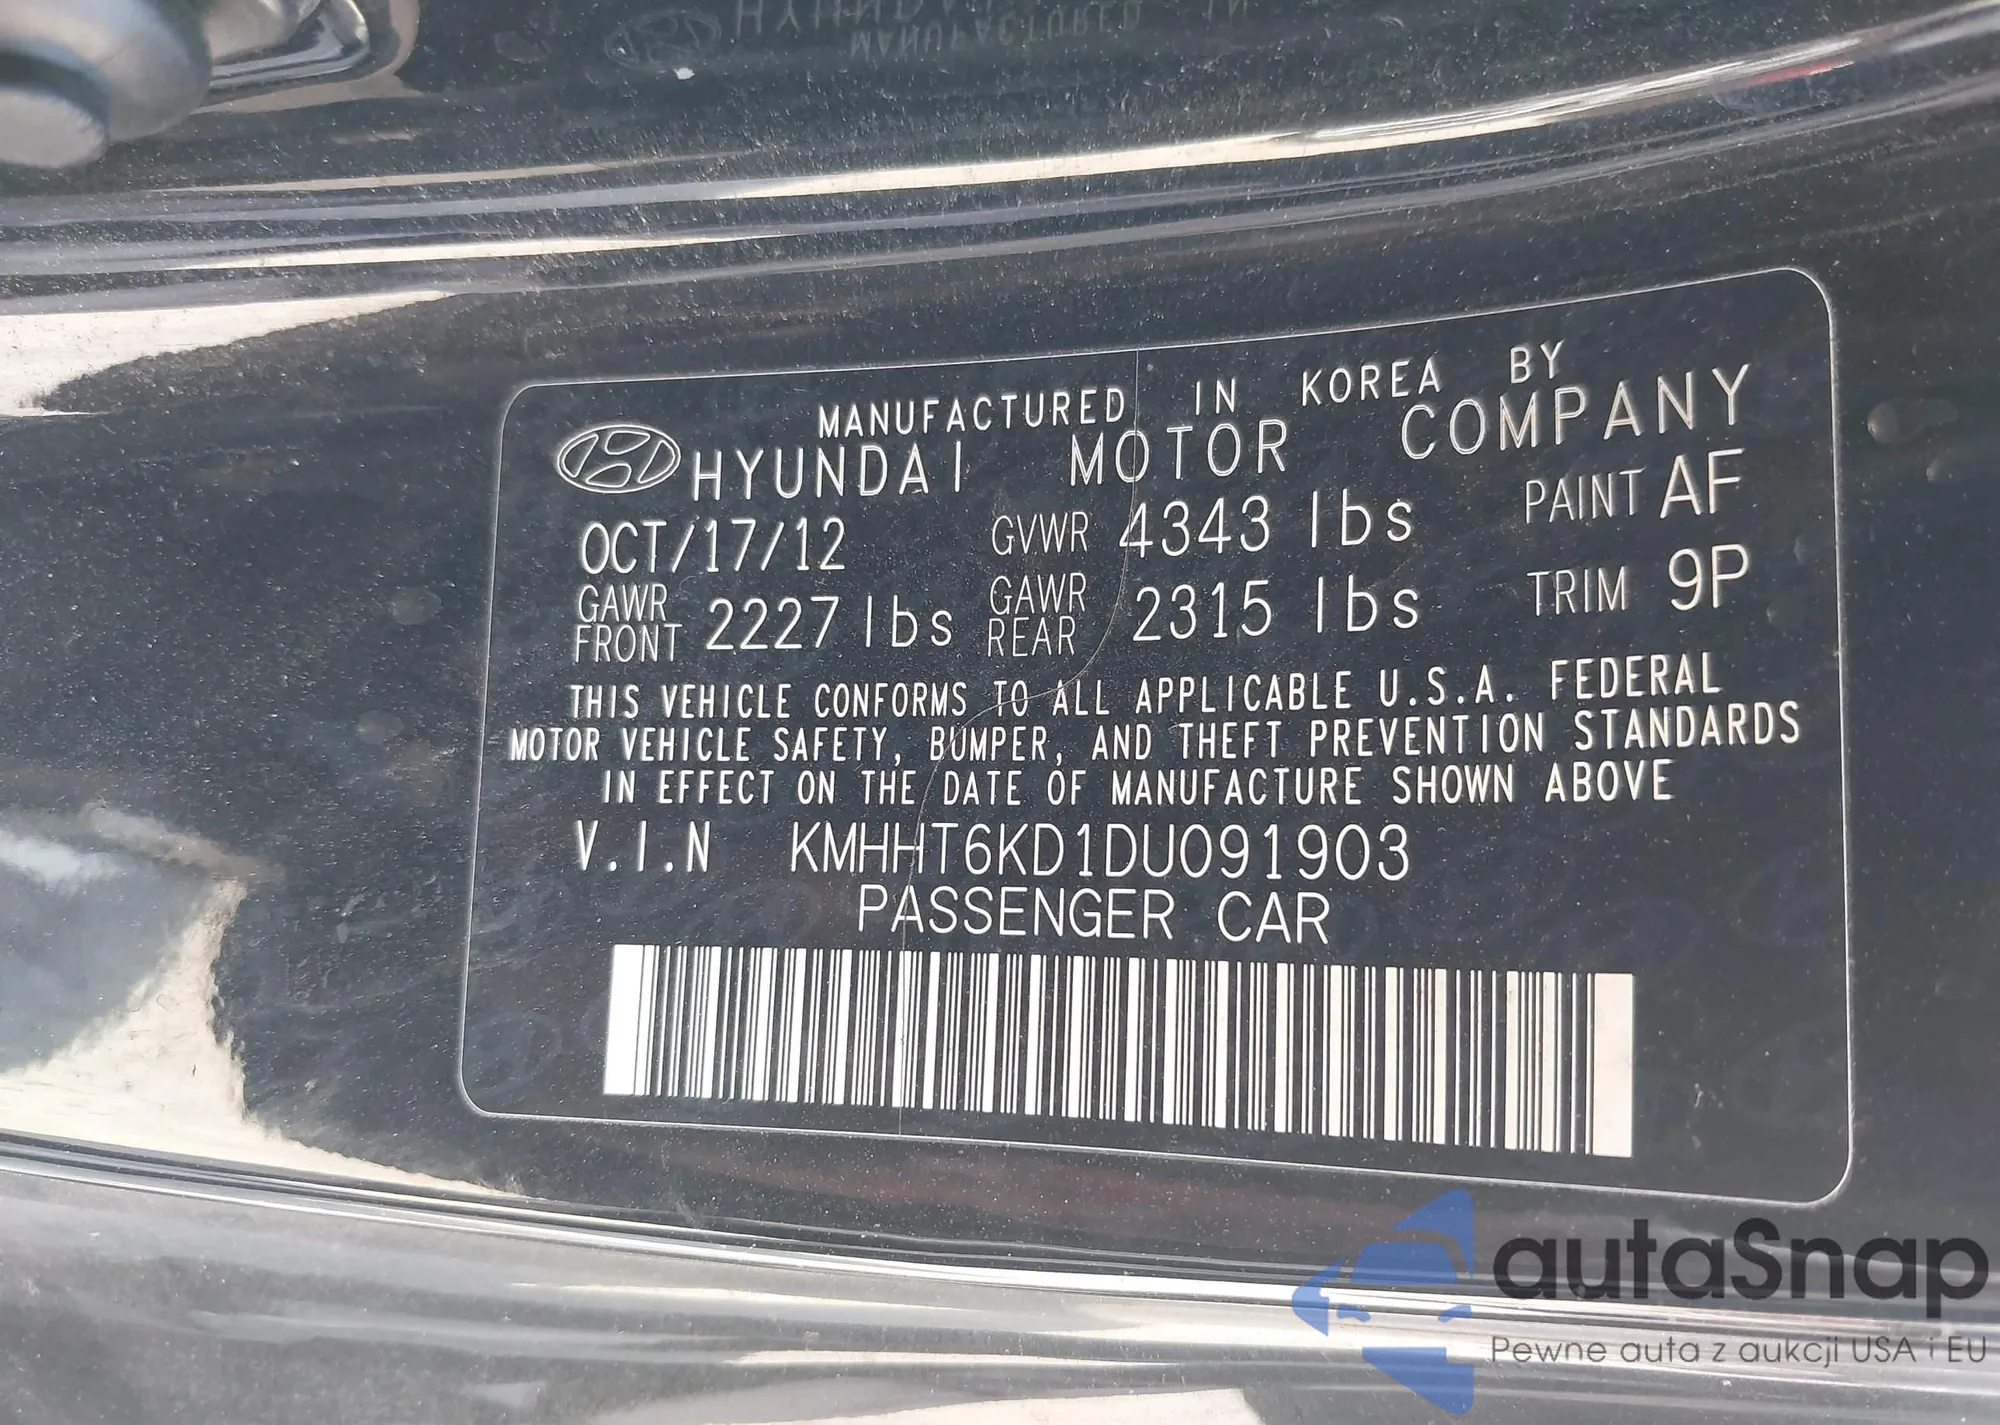 HYUNDAI
MANUFACTURED IN
MANUFACTURED IN KOREA BY
HYUNDAI MOTOR COMPANY
OCT/17/12 GVWR 4343 lbs PAINT AF
GAWR FRONT 2227 lbs GAWR REAR 2315 lbs TRIM 9P
THIS VEHICLE CONFORMS TO ALL APPLICABLE U.S.A. FEDERAL
MOTOR VEHICLE SAFETY, BUMPER, AND THEFT PREVENTION STANDARDS
IN EFFECT ON THE DATE OF MANUFACTURE SHOWN ABOVE
V.I.N KMHHT6KD1DU091903
PASSENGER CAR
autaSnap
Pewne auta z aukcji USA i EU